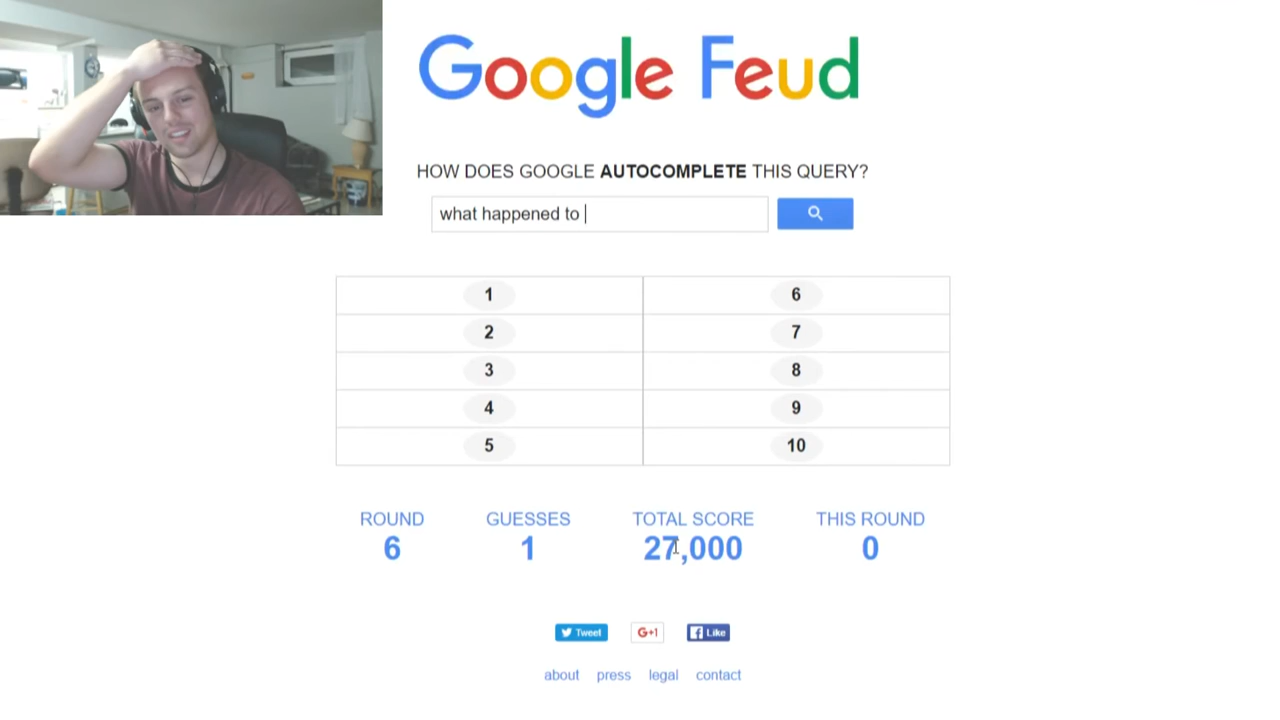 Google Feud
HOW DOES GOOGLE AUTOCOMPLETE THIS QUERY?
what happened to
1 6
2 7
3 8
4 9
5 10
ROUND GUESSES TOTAL SCORE THIS ROUND
6 1 27,000 0
Tweet G+1 Like
about press legal contact